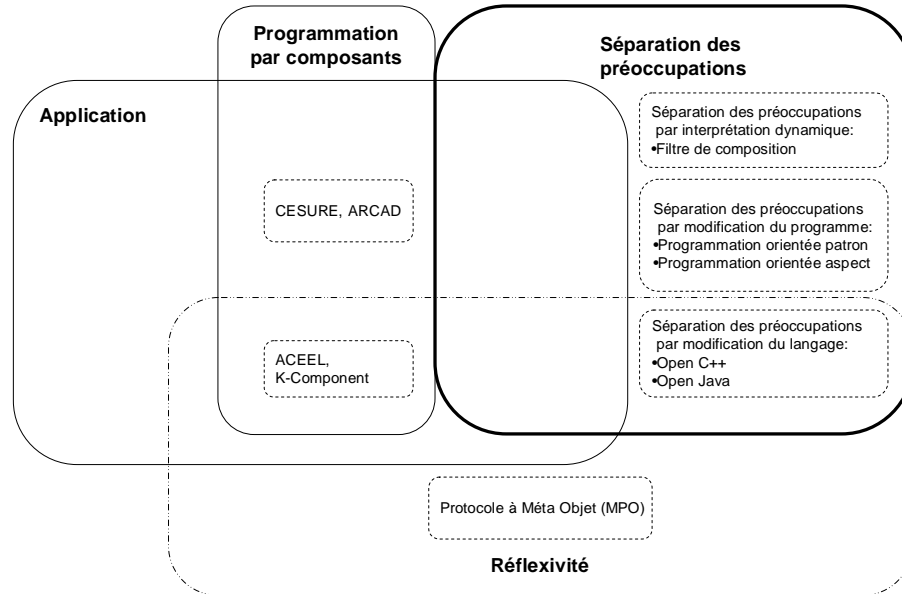 Programmation
par composants
Séparation des
préoccupations
Application
Séparation des préoccupations
par interprétation dynamique:
•Filtre de composition
CESURE, ARCAD
Séparation des préoccupations
par modification du programme:
•Programmation orientée patron
•Programmation orientée aspect
ACEEL,
K-Component
Séparation des préoccupations
par modification du langage:
•Open C++
•Open Java
Protocole à Méta Objet (MPO)
Réflexivité